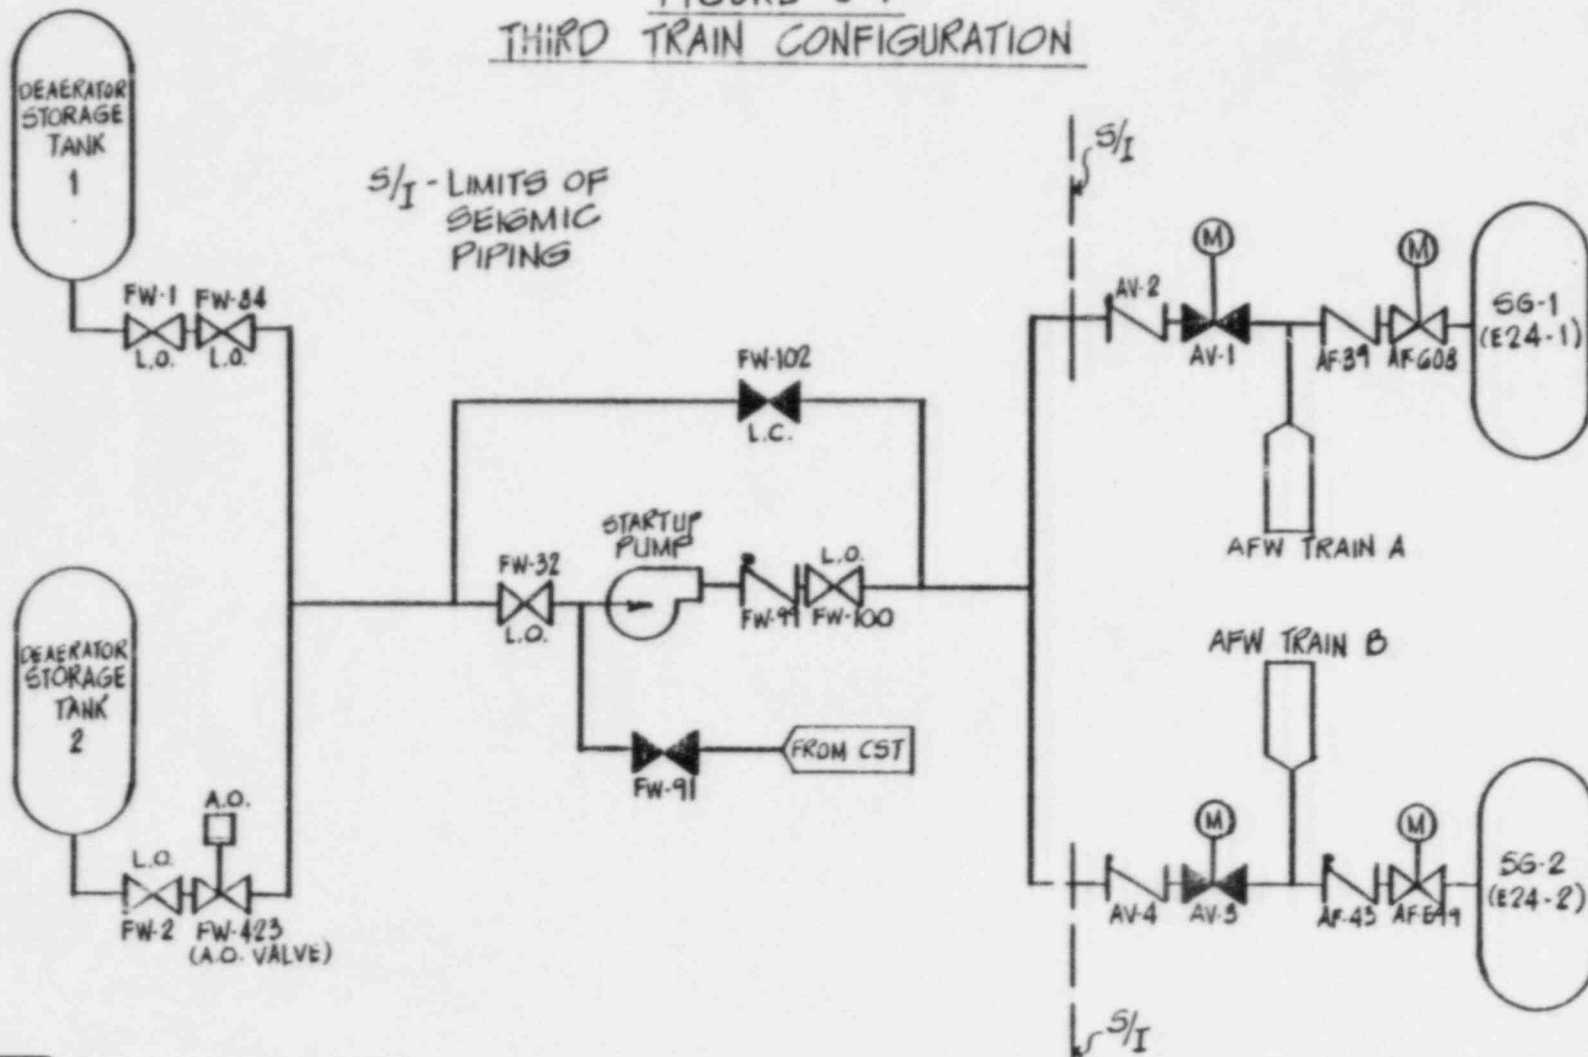 THIRD TRAIN CONFIGURATION
DEAERATOR
STORAGE
TANK
1
S/I - LIMITS OF
SEISMIC
PIPING
S/I
FW-1
FW-34
L.O.
L.O.
AV-2
M
M
AV-1
AF-39
AF-608
SG-1
(E24-1)
FW-102
L.C.
AFW TRAIN A
STARTUP
PUMP
FW-32
L.O.
L.O.
FW-99
FW-100
DEAERATOR
STORAGE
TANK
2
AFW TRAIN B
FROM CST
FW-91
A.O.
L.O.
FW-2
FW-423
(A.O. VALVE)
M
M
AV-4
AV-3
AF-43
SG-2
(E24-2)
S/I